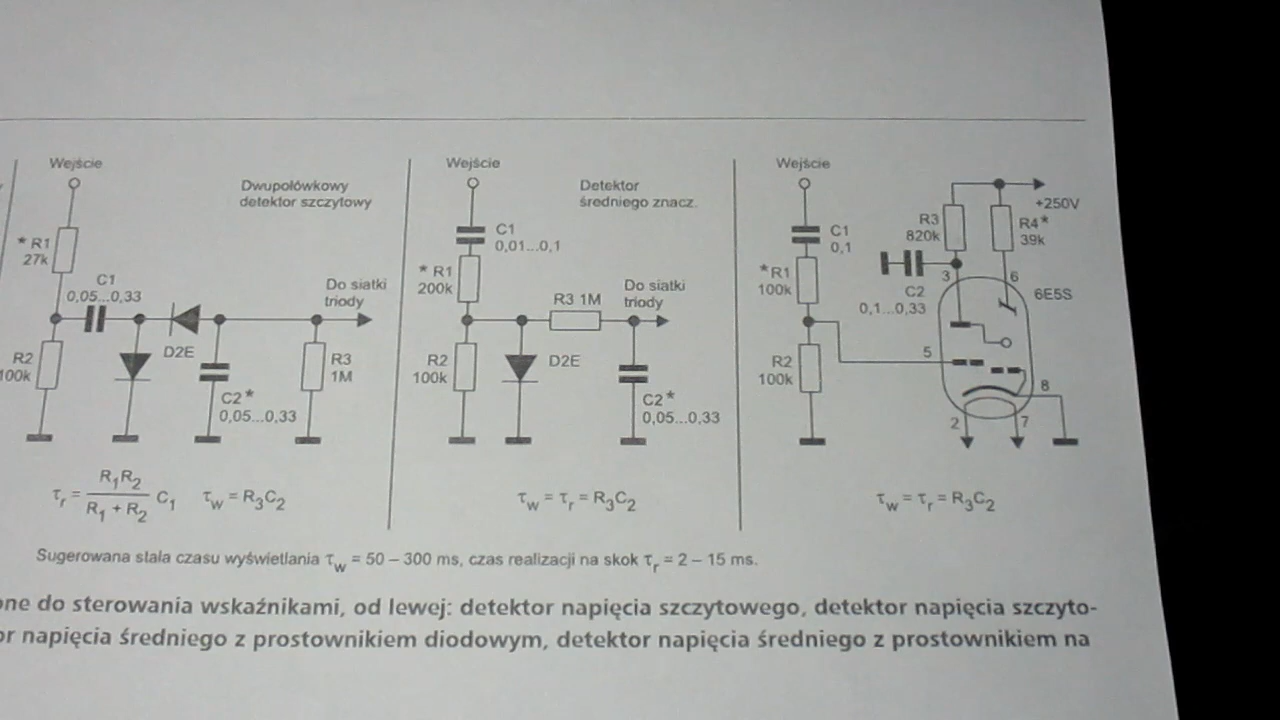 Wejście
Dwupołówkowy
detektor szczytowy
* R1
27k
C1
0,05...0,33
D2E
Do siatki
triody
R2
100k
C2*
0,05...0,33
R3
1M
τr = R1R2 / R1 + R2 C1 τw = R3C2
Wejście
Detektor
średniego znacz.
C1
0,01...0,1
* R1
200k
R3 1M
Do siatki
triody
R2
100k
D2E
C2*
0,05...0,33
τw = τr = R3C2
Wejście
C1
0,1
*R1
100k
R2
100k
R3
820k
R4*
39k
+250V
C2
0,1...0,33
3
6
6E5S
5
8
2
7
τw = τr = R3C2
Sugerowana stała czasu wyświetlania τw = 50 – 300 ms, czas realizacji na skok τr = 2 – 15 ms.
one do sterowania wskaźnikami, od lewej: detektor napięcia szczytowego, detektor napięcia szczyto-
or napięcia średniego z prostownikiem diodowym, detektor napięcia średniego z prostownikiem na